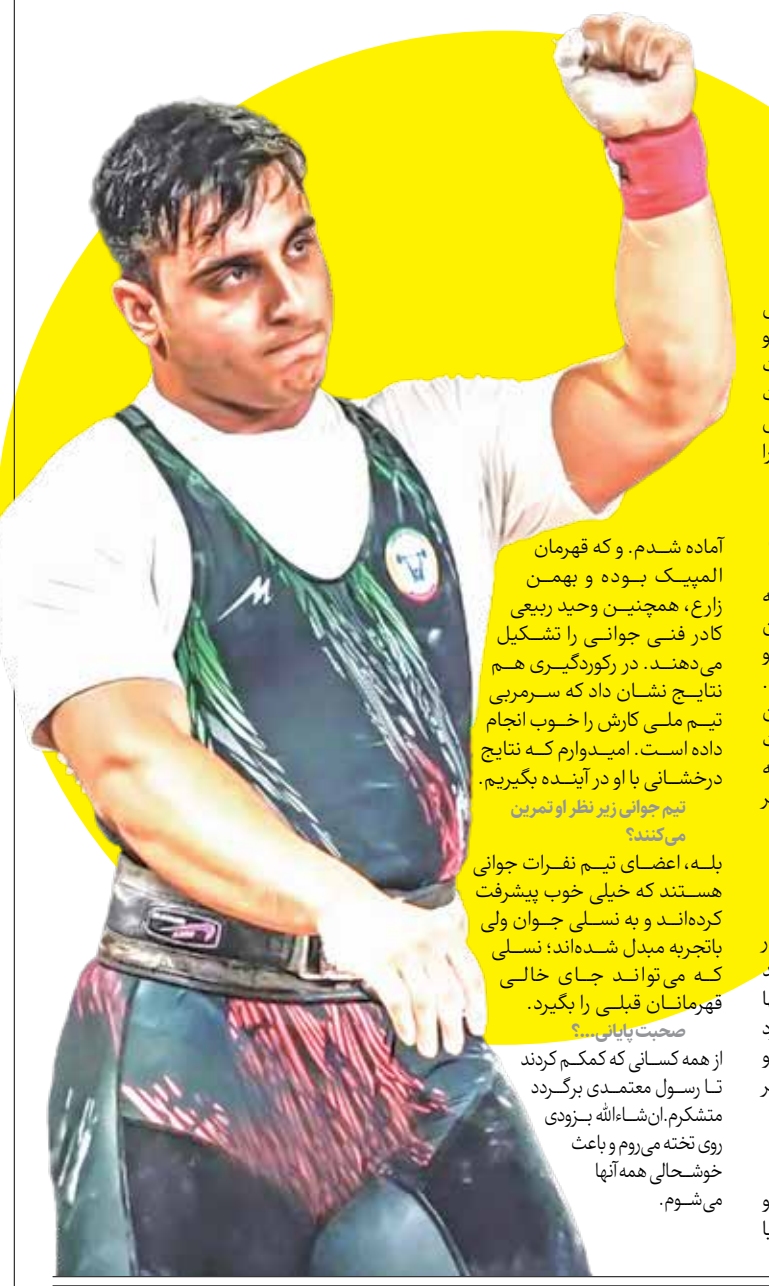 آماده شدم. و که قهرمان
المپیک بوده و بهمن
زارع، همچنین وحید ربیعی
کادر فنی جوانی را تشکیل
می‌دهند. در رکوردگیری هم
نتایج نشان داد که سرمربی
تیم ملی کارش را خوب انجام
داده است. امیدوارم که نتایج
درخشانی با او در آینده بگیریم.
تیم جوانی زیر نظر او تمرین
می‌کنند؟
بله، اعضای تیم نفرات جوانی
هستند که خیلی خوب پیشرفت
کرده‌اند و به نسلی جوان ولی
باتجربه مبدل شده‌اند؛ نسلی
که می‌تواند جای خالی
قهرمانان قبلی را بگیرد.
صحبت پایانی...؟
از همه کسانی که کمکم کردند
تا رسول معتمدی برگردد
متشکرم.ان‌شاءالله بزودی
روی تخته می‌روم و باعث
خوشحالی همه آنها
می‌شوم.